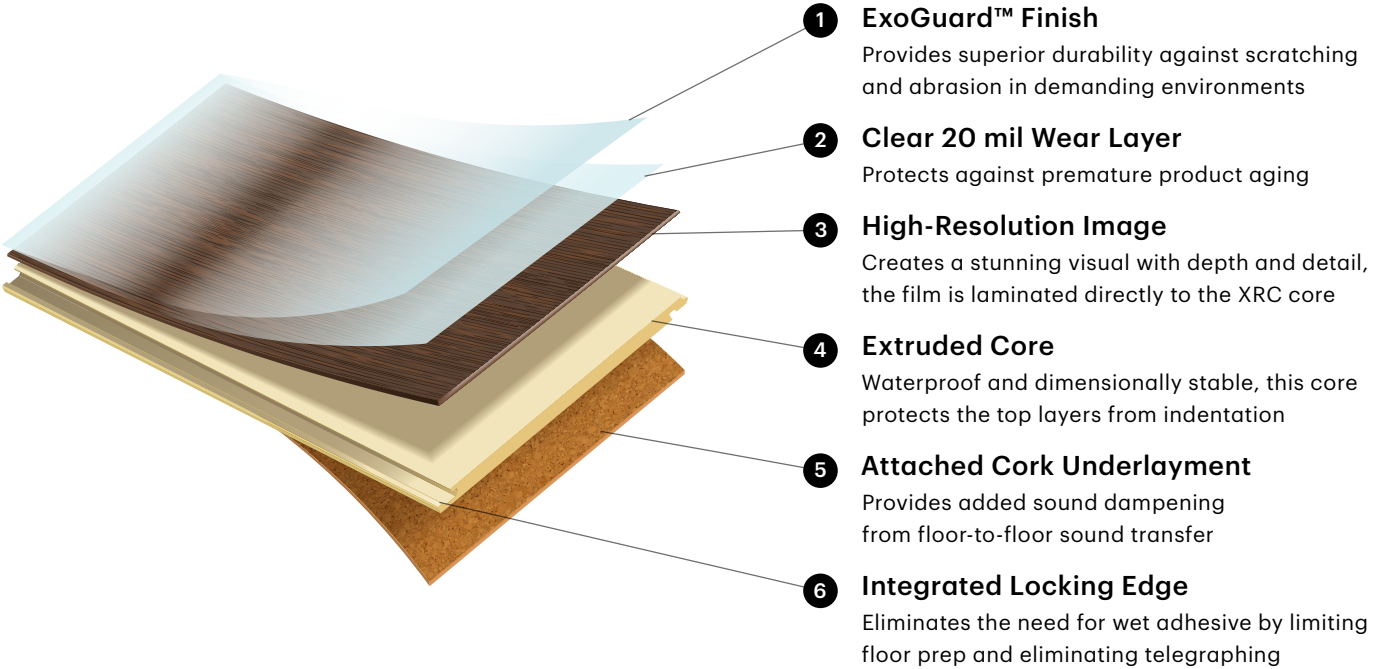 1 ExoGuard™ Finish
Provides superior durability against scratching
and abrasion in demanding environments
2 Clear 20 mil Wear Layer
Protects against premature product aging
3 High-Resolution Image
Creates a stunning visual with depth and detail,
the film is laminated directly to the XRC core
4 Extruded Core
Waterproof and dimensionally stable, this core
protects the top layers from indentation
5 Attached Cork Underlayment
Provides added sound dampening
from floor-to-floor sound transfer
6 Integrated Locking Edge
Eliminates the need for wet adhesive by limiting
floor prep and eliminating telegraphing